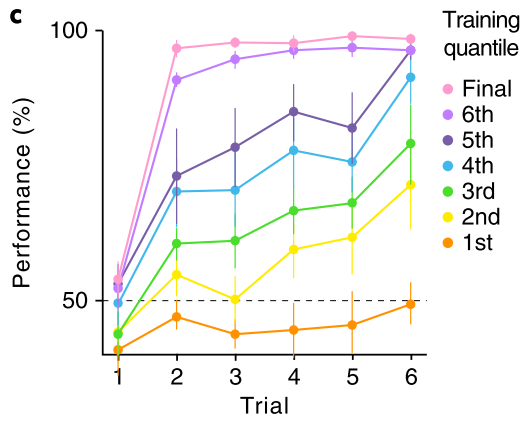 c
Training
quantile
Final
6th
5th
4th
3rd
2nd
1st
Performance (%)
100
50
1 2 3 4 5 6
Trial